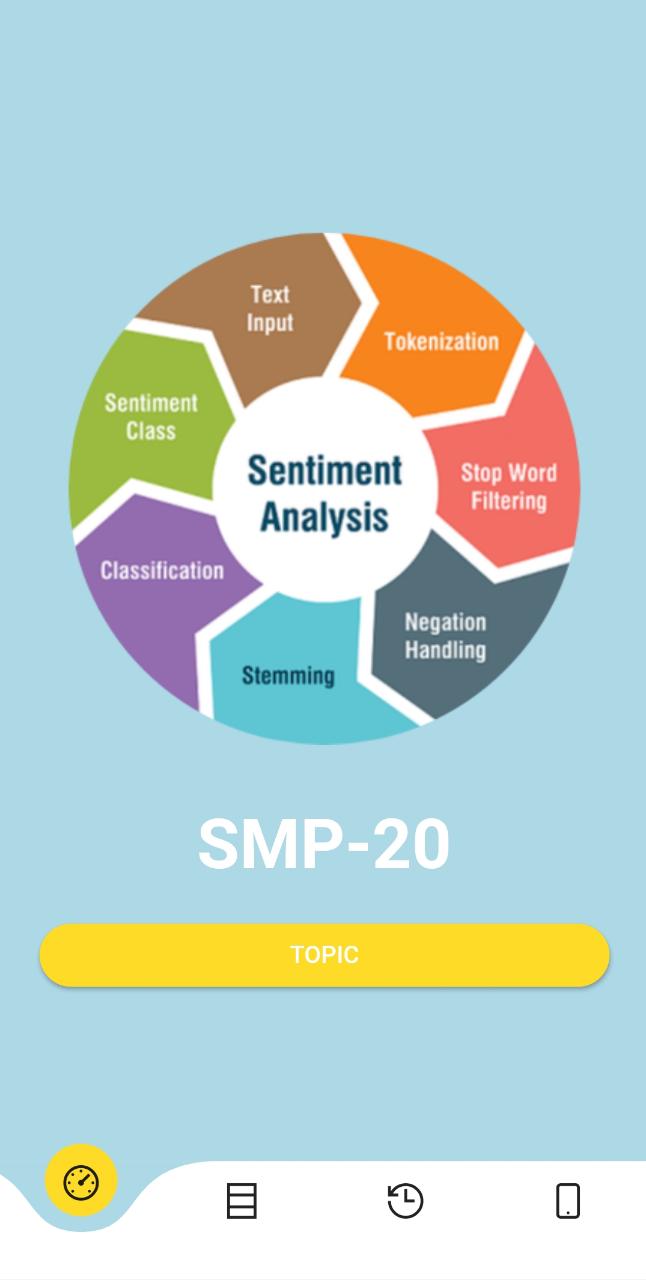 Text
Input
Tokenization
Sentiment
Class
Stop Word
Filtering
Sentiment
Analysis
Classification
Negation
Handling
Stemming
SMP-20
TOPIC